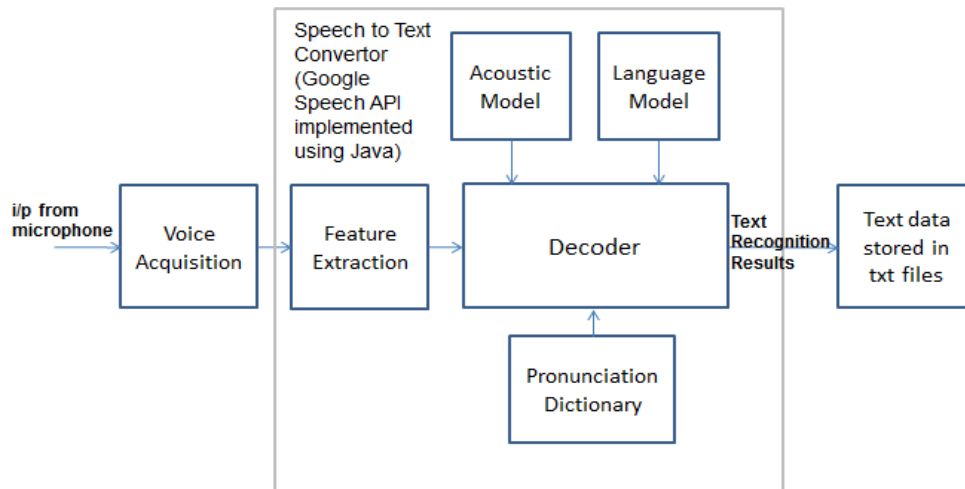 Speech to Text
Convertor
(Google
Speech API
implemented
using Java)
Acoustic
Model
Language
Model
i/p from
microphone
Voice
Acquisition
Feature
Extraction
Decoder
Text
Recognition
Results
Text data
stored in
txt files
Pronunciation
Dictionary